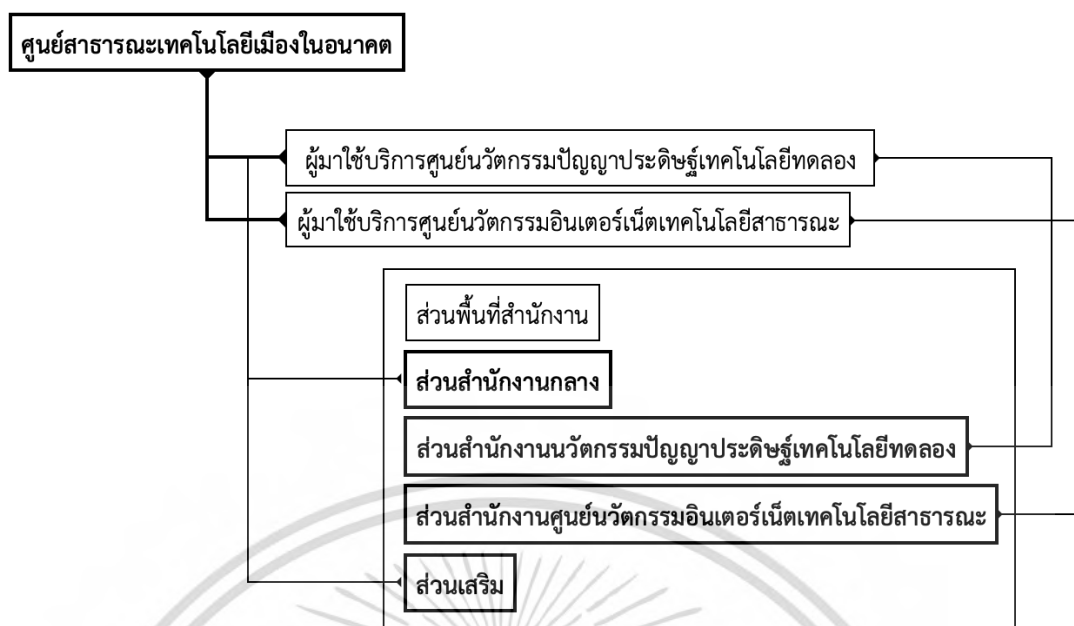 ศูนย์สาธารณะเทคโนโลยีเมืองในอนาคต
ผู้มาใช้บริการศูนย์นวัตกรรมปัญญาประดิษฐ์เทคโนโลยีทดลอง
ผู้มาใช้บริการศูนย์นวัตกรรมอินเตอร์เน็ตเทคโนโลยีสาธารณะ
ส่วนพื้นที่สำนักงาน
ส่วนสำนักงานกลาง
ส่วนสำนักงานนวัตกรรมปัญญาประดิษฐ์เทคโนโลยีทดลอง
ส่วนสำนักงานศูนย์นวัตกรรมอินเตอร์เน็ตเทคโนโลยีสาธารณะ
ส่วนเสริม